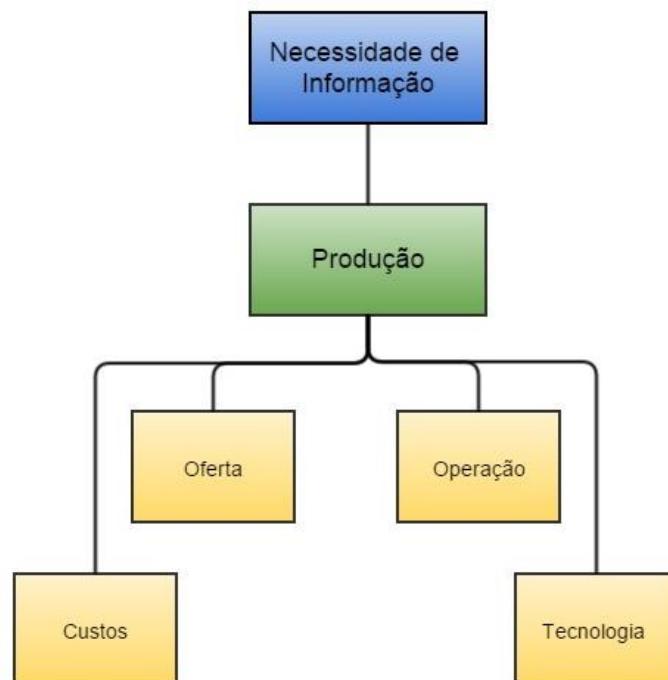 Necessidade de
Informação
Produção
Oferta
Operação
Custos
Tecnologia